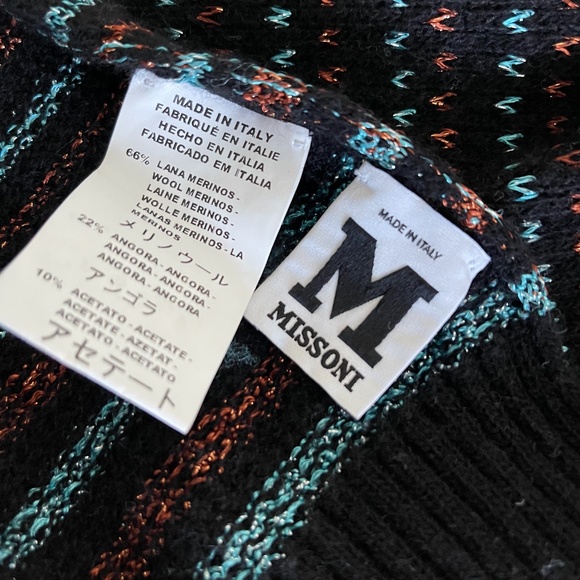 MADE IN ITALY
FABRIQUÉ EN ITALIE
HECHO EN ITALIA
FABRICADO EM ITALIA
66% LANA MERINOS-
WOOL MERINOS-
LAINE MERINOS-
WOLLE MERINOS-
LANAS MERINOS-LA
MERINOS
メリノウール
22% ANGORA - ANGORA-
ANGORA - ANGORA-
ANGORA - ANGORA
アンゴラ
10% ACETATO - ACETATE -
ACETATE - AZETAT -
ACETATO - ACETATO
アセテート
MADE IN ITALY
M
MISSONI